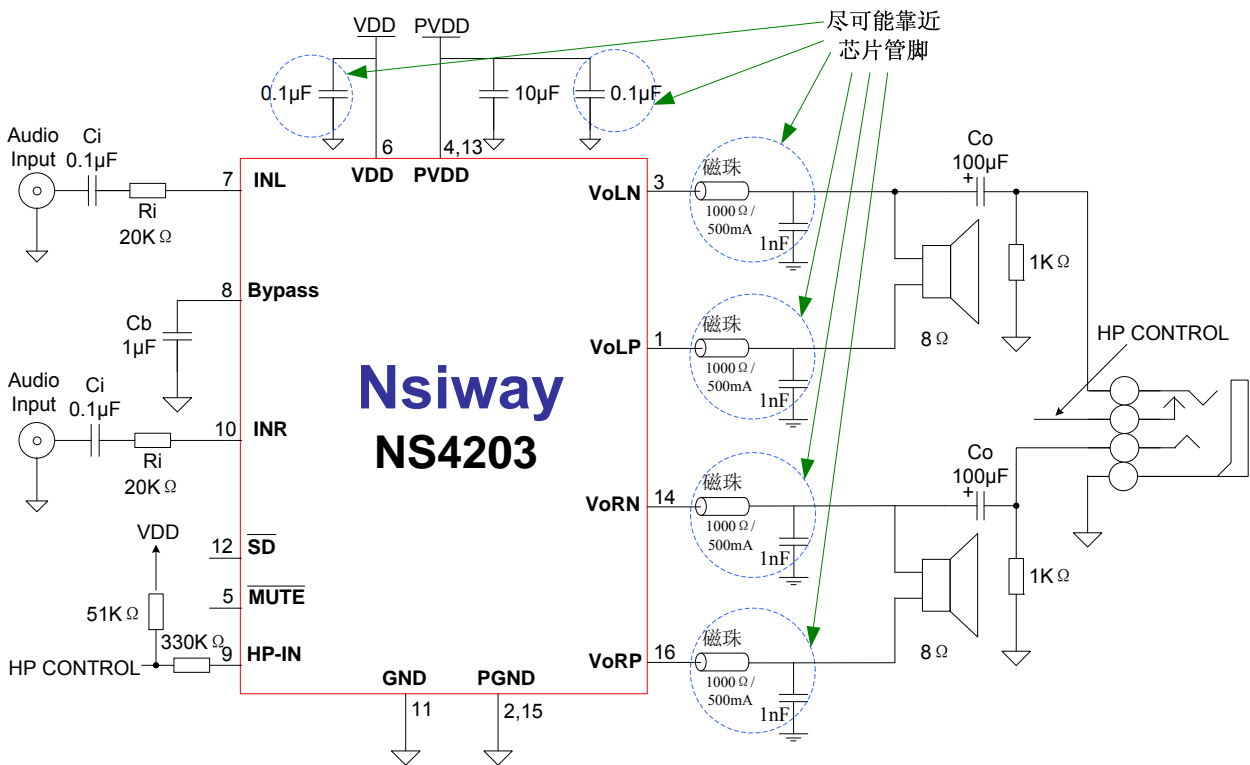 尽可能靠近
芯片管脚
VDD
PVDD
0.1µF
10µF
0.1µF
6
4,13
VDD
PVDD
Audio
Input
Ci
0.1µF
Ri
20KΩ
7
INL
8
Bypass
Cb
1µF
Audio
Input
Ci
0.1µF
Ri
20KΩ
10
INR
Nsiway
NS4203
VDD
12
SD
5
MUTE
51KΩ
330KΩ
HP CONTROL
9
HP-IN
GND
11
PGND
2,15
VoLN
3
磁珠
1000Ω/
500mA
1nF
VoLP
1
磁珠
1000Ω/
500mA
1nF
VoRN
14
磁珠
1000Ω/
500mA
1nF
VoRP
16
磁珠
1000Ω/
500mA
1nF
Co
100µF
+
1KΩ
8Ω
HP CONTROL
Co
100µF
+
1KΩ
8Ω